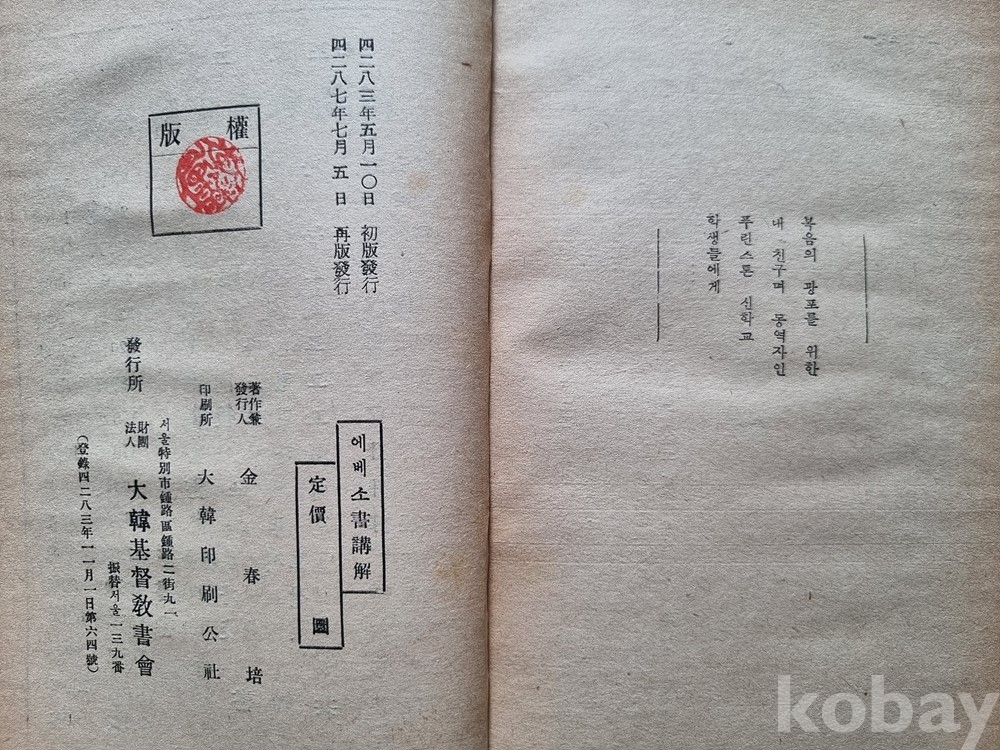 복음의 광포를 위한
내 친구며 동역자인
푸린스톤 신학교
학생들에게
四二八三年五月一〇日 初版發行
四二八七年七月 五 日 再版發行
版 權
에베소書講解
定價 圜
著作兼
發行人 金春培
印刷所 大韓印刷公社
서울特別市鍾路區鍾路二街九一
發行所 財團法人 大韓基督敎書會
振替서울一三九番
(登錄四二八三年一一月一日第六四號)
kobay